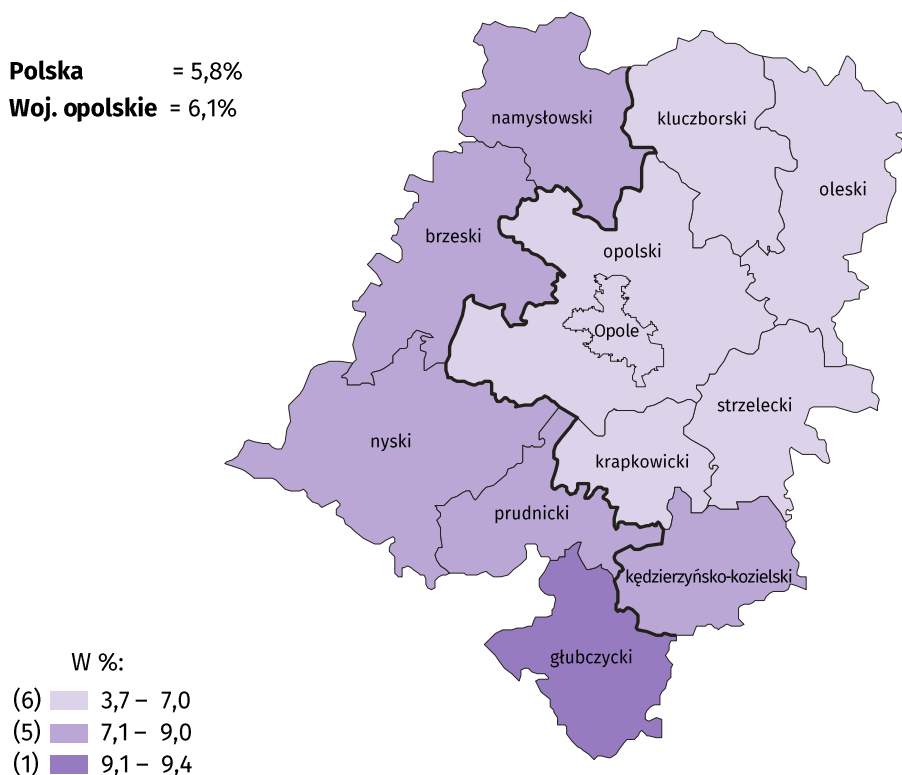 Polska = 5,8%
Woj. opolskie = 6,1%
namysłowski
kluczborski
oleski
brzeski
opolski
Opole
strzelecki
nyski
krapkowicki
prudnicki
kędzierzyńsko-kozielski
głubczycki
W %:
(6) 3,7 – 7,0
(5) 7,1 – 9,0
(1) 9,1 – 9,4